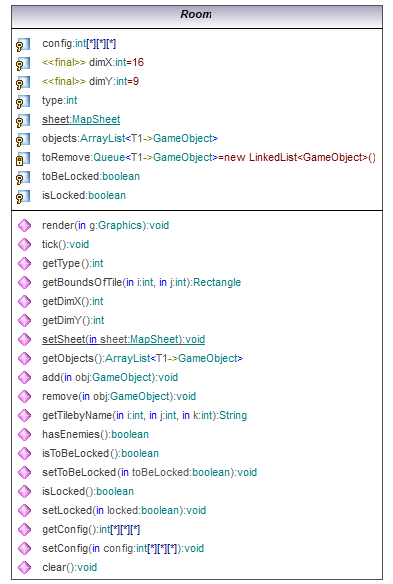 Room
config:int[*][*][*]
<<final>> dimX:int=16
<<final>> dimY:int=9
type:int
sheet:MapSheet
objects:ArrayList<T1->GameObject>
toRemove:Queue<T1->GameObject>=new LinkedList<GameObject>()
toBeLocked:boolean
isLocked:boolean
render(in g:Graphics):void
tick():void
getType():int
getBoundsOfTile(in i:int, in j:int):Rectangle
getDimX():int
getDimY():int
setSheet(in sheet:MapSheet):void
getObjects():ArrayList<T1->GameObject>
add(in obj:GameObject):void
remove(in obj:GameObject):void
getTilebyName(in i:int, in j:int, in k:int):String
hasEnemies():boolean
isToBeLocked():boolean
setToBeLocked(in toBeLocked:boolean):void
isLocked():boolean
setLocked(in locked:boolean):void
getConfig():int[*][*][*]
setConfig(in config:int[*][*][*]):void
clear():void